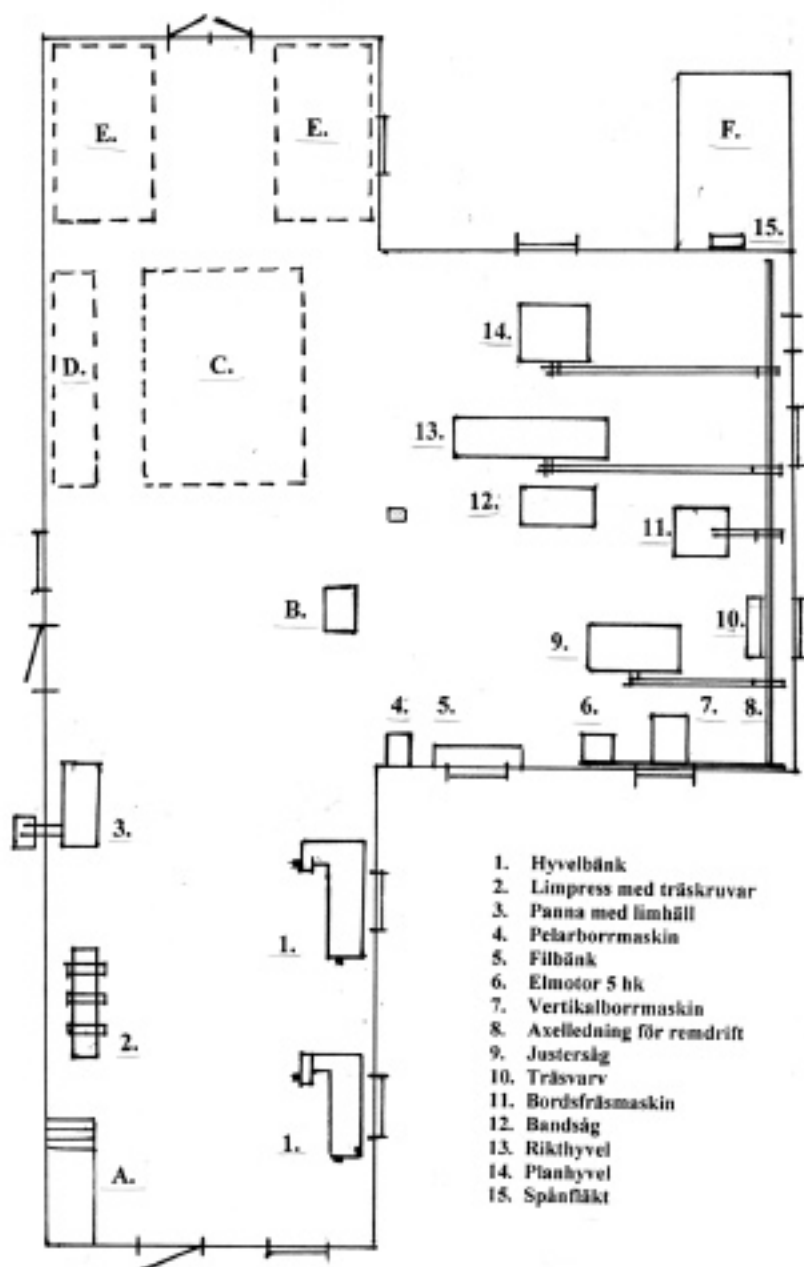 E.
E.
F.
15.
D.
C.
14.
13.
12.
11.
B.
10.
9.
4.
5.
6.
7.
8.
3.
1.
2.
1.
A.
1. Hyvelbänk
2. Limpress med träskruvar
3. Panna med limhäll
4. Pelarborrmaskin
5. Filbänk
6. Elmotor 5 hk
7. Vertikalborrmaskin
8. Axelledning för remdrift
9. Justersåg
10. Träsvarv
11. Bordsfräsmaskin
12. Bandsåg
13. Rikthyvel
14. Planhyvel
15. Spånfläkt